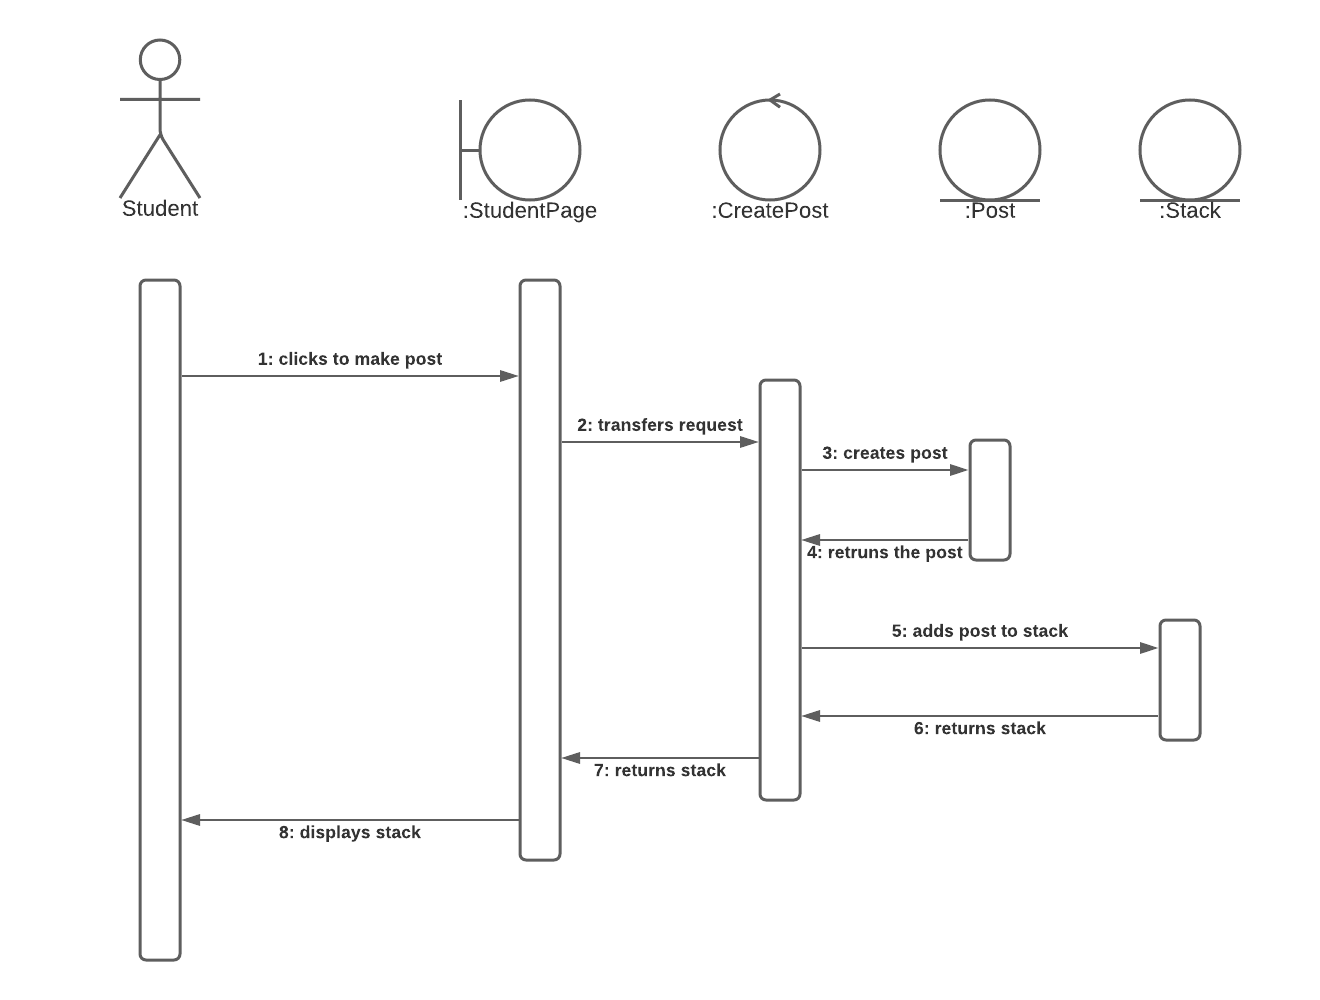 Student
:StudentPage
:CreatePost
:Post
:Stack
1: clicks to make post
2: transfers request
3: creates post
4: retruns the post
5: adds post to stack
6: returns stack
7: returns stack
8: displays stack